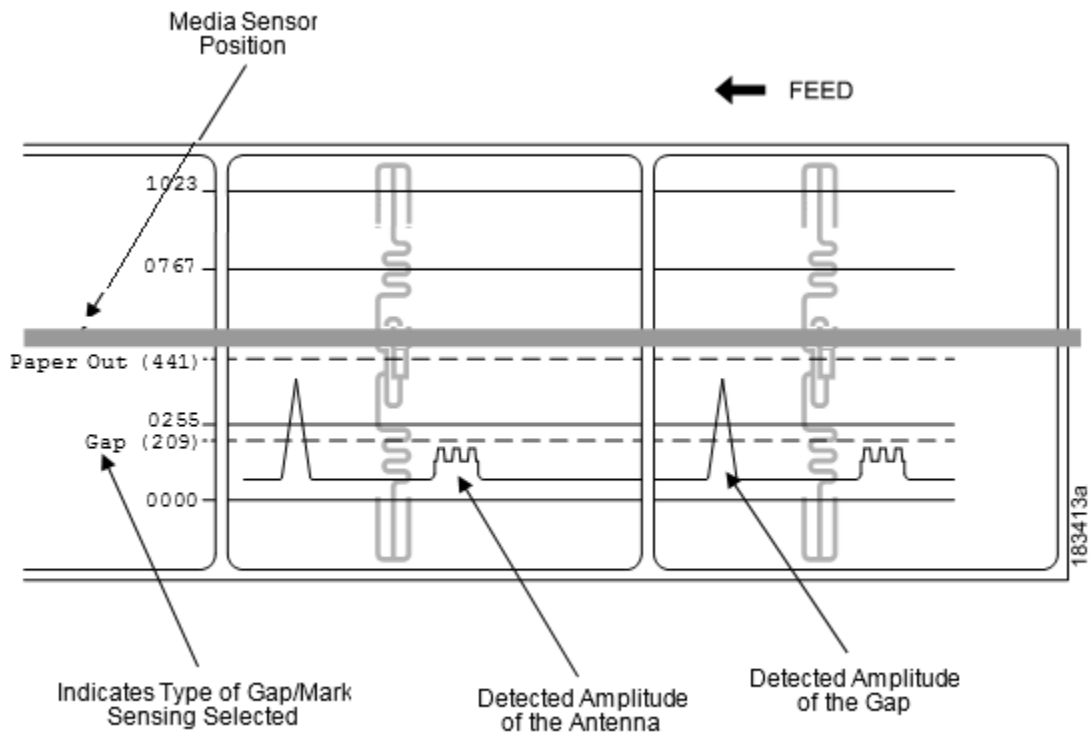 Media Sensor
Position
FEED
1023
0767
Paper Out (441)
0255
Gap (209)
0000
183413a
Indicates Type of Gap/Mark
Sensing Selected
Detected Amplitude
of the Antenna
Detected Amplitude
of the Gap